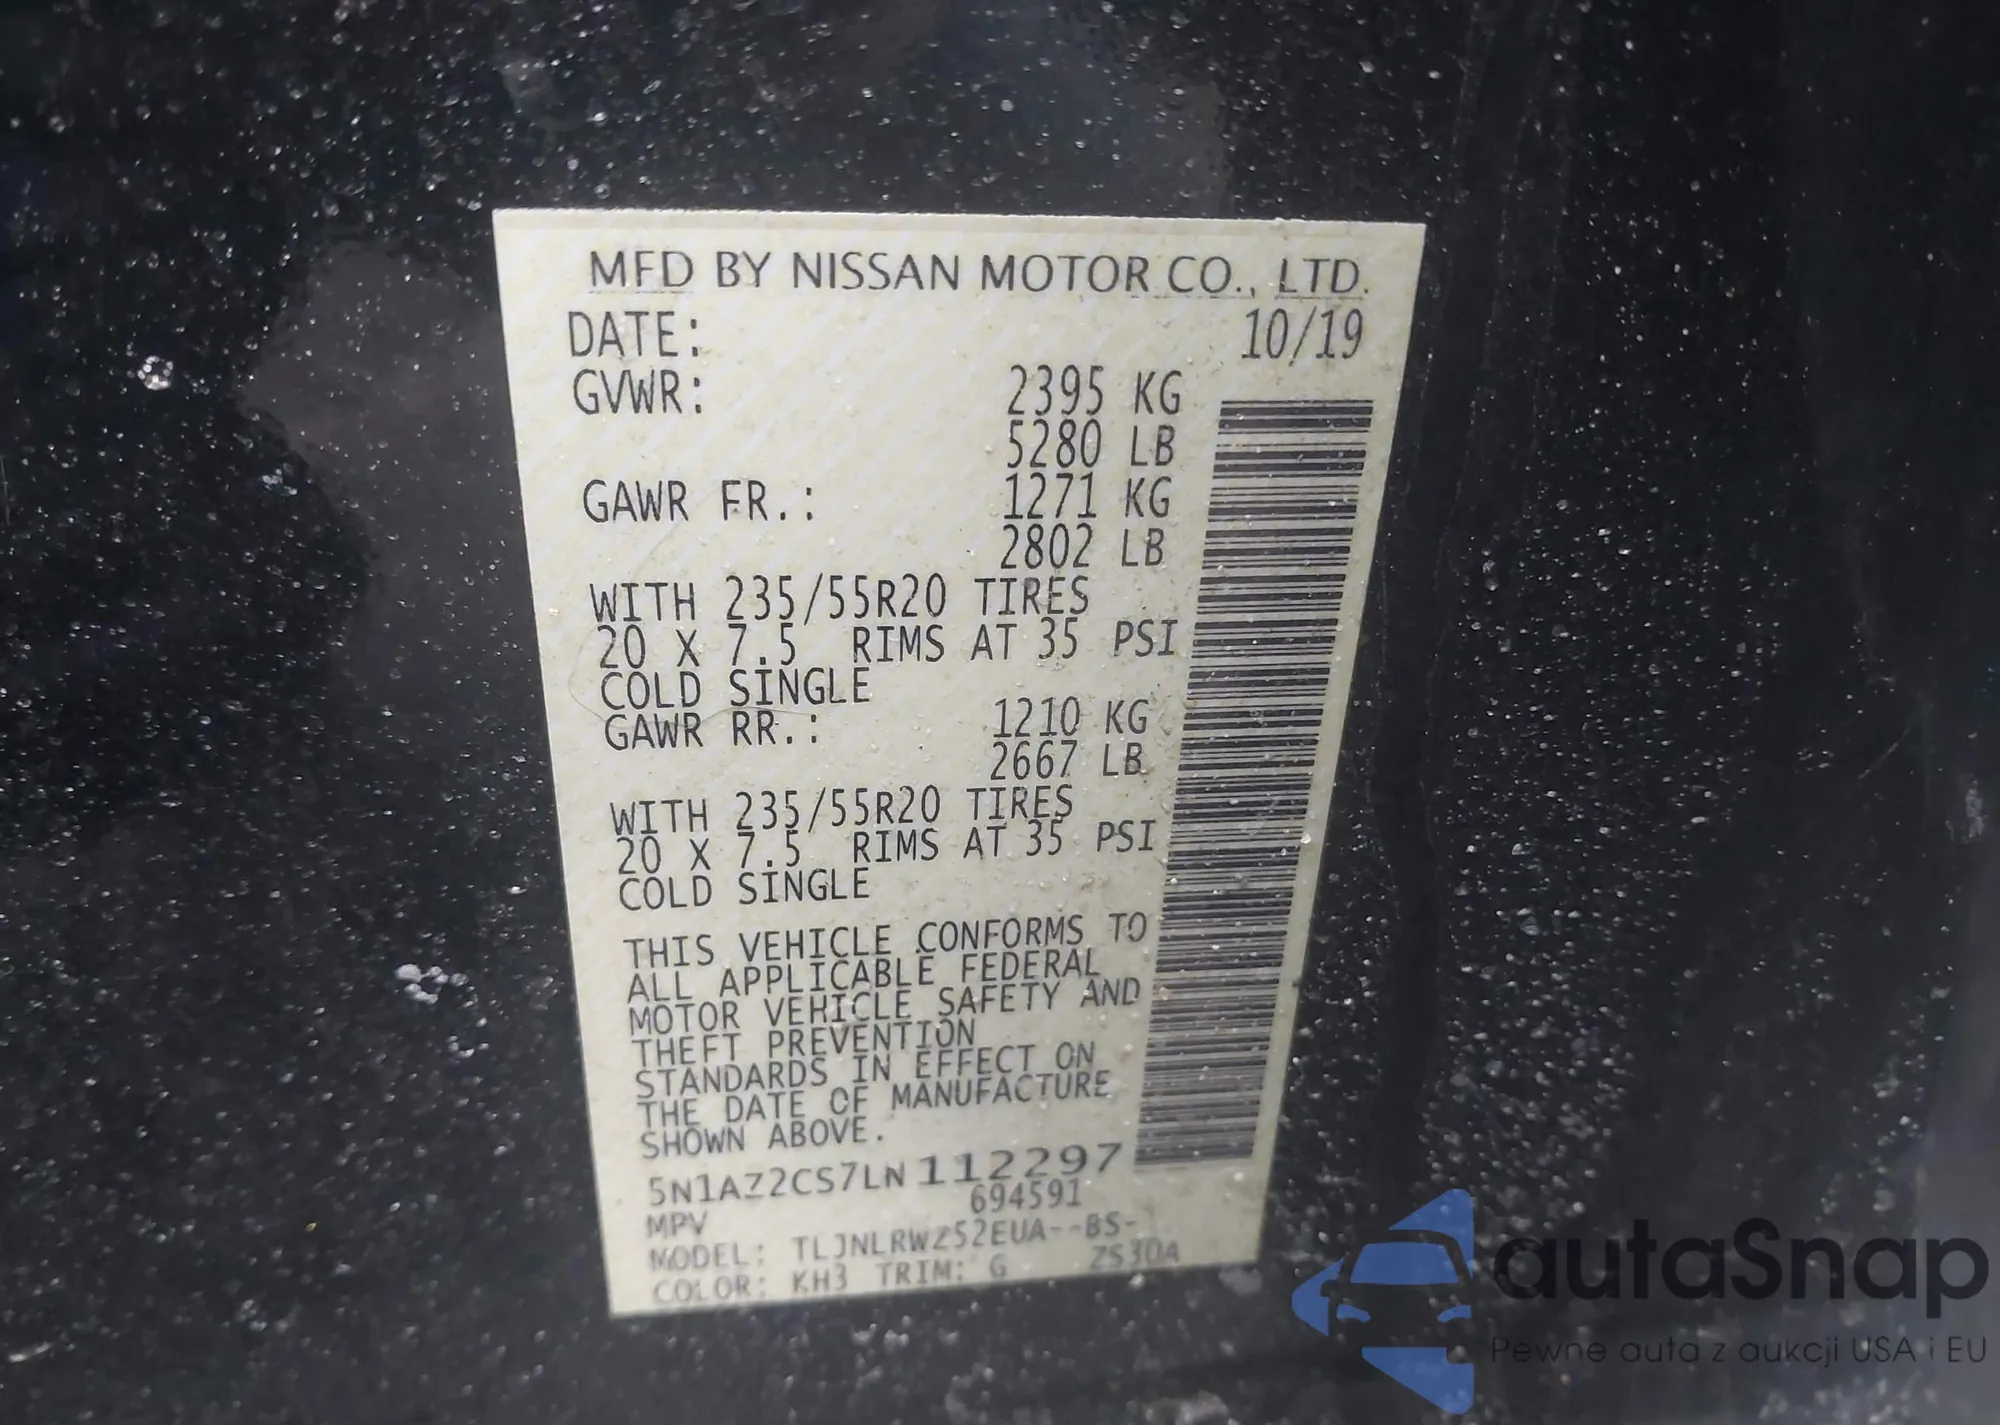 MFD BY NISSAN MOTOR CO., LTD.
DATE: 10/19
GVWR: 2395 KG
5280 LB
GAWR FR.: 1271 KG
2802 LB
WITH 235/55R20 TIRES
20 X 7.5 RIMS AT 35 PSI
COLD SINGLE
GAWR RR.: 1210 KG
2667 LB
WITH 235/55R20 TIRES
20 X 7.5 RIMS AT 35 PSI
COLD SINGLE
THIS VEHICLE CONFORMS TO
ALL APPLICABLE FEDERAL
MOTOR VEHICLE SAFETY AND
THEFT PREVENTION
STANDARDS IN EFFECT ON
THE DATE OF MANUFACTURE
SHOWN ABOVE.
5N1AZ2CS7LN112297
694591
MPV
MODEL: TLJNLRWZ52EUA--BS-
ZS3DA
COLOR: KH3 TRIM: G
autaSnap
Pewne auta z aukcji USA i EU